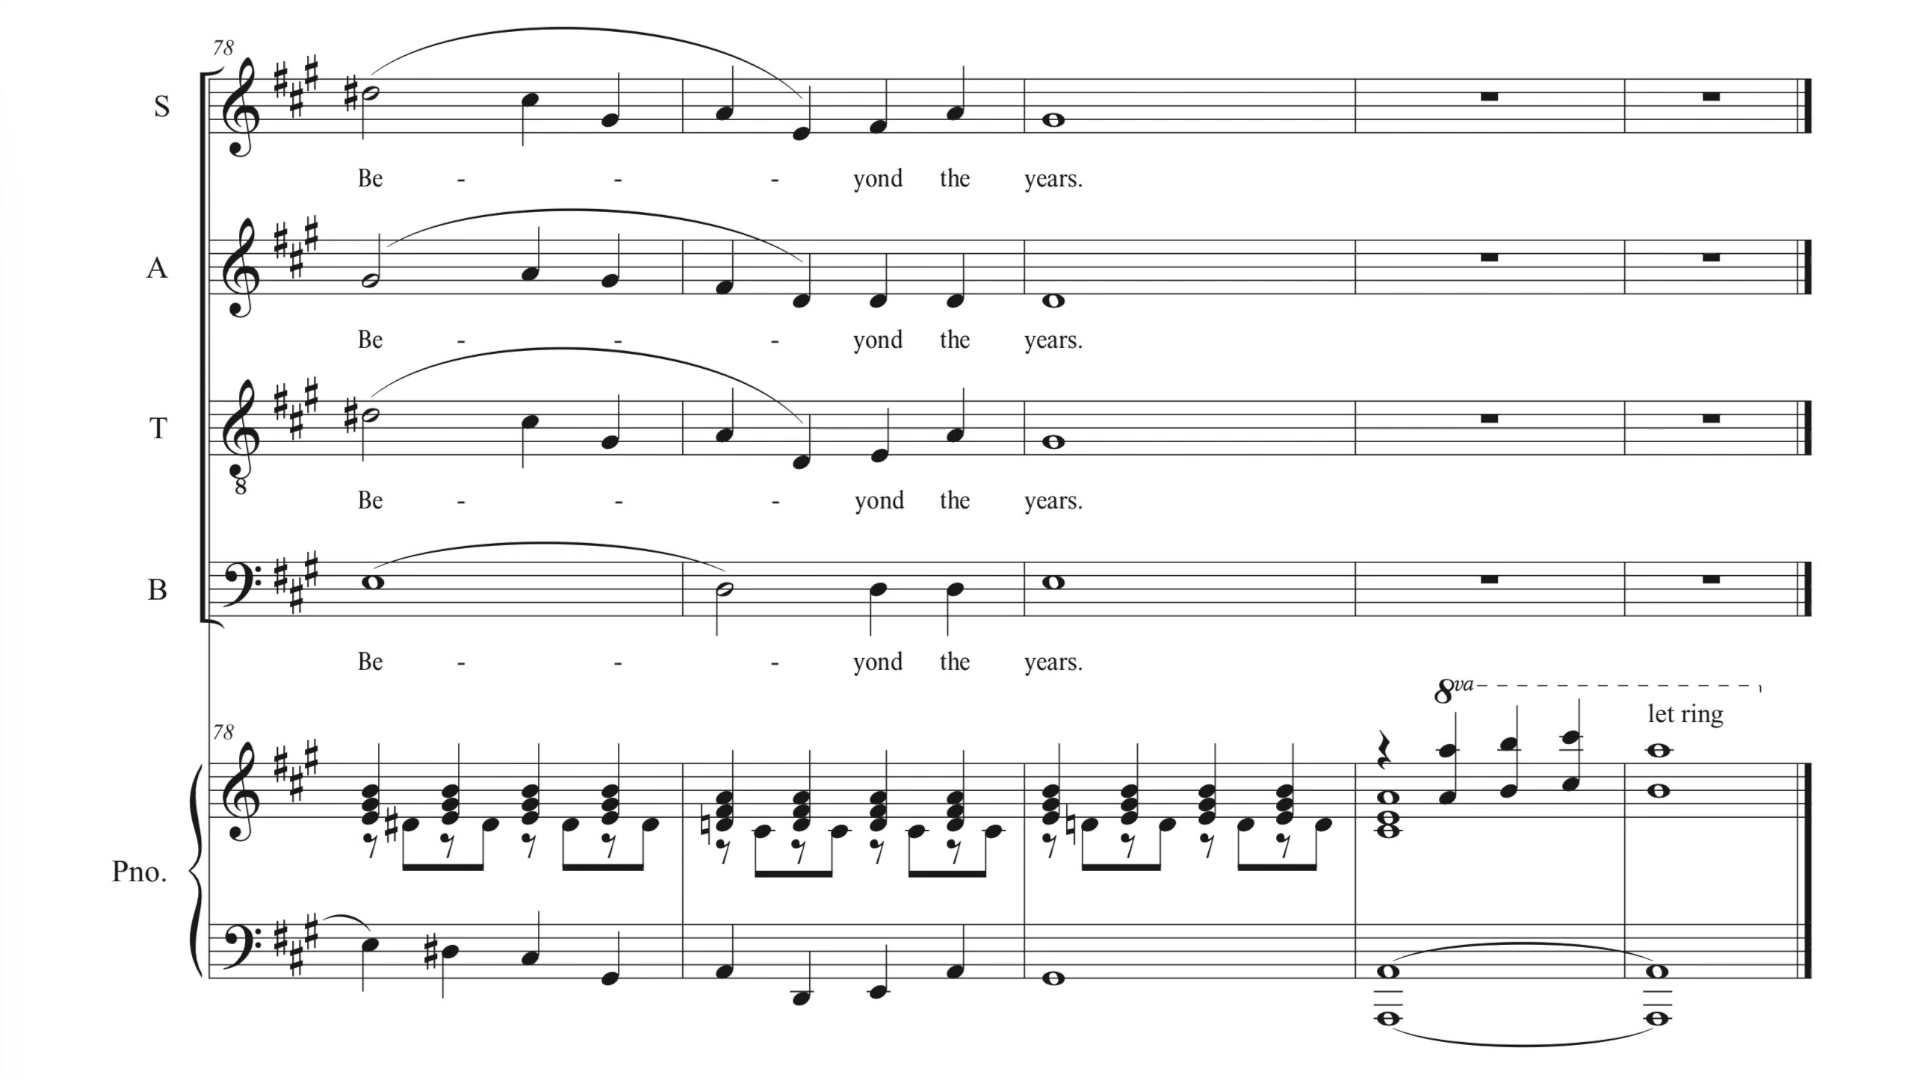 78
S
Be - - - yond the years.
A
Be - - - yond the years.
T
8
Be - - - yond the years.
B
Be - - - yond the years.
8va
let ring
78
Pno.